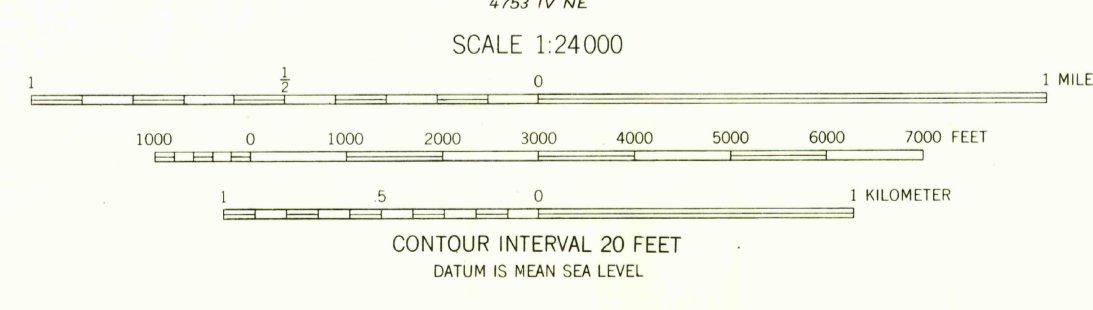 4753 IV NE
SCALE 1:24000
1 ½ 0 1 MILE
1000 0 1000 2000 3000 4000 5000 6000 7000 FEET
1 .5 0 1 KILOMETER
CONTOUR INTERVAL 20 FEET
DATUM IS MEAN SEA LEVEL